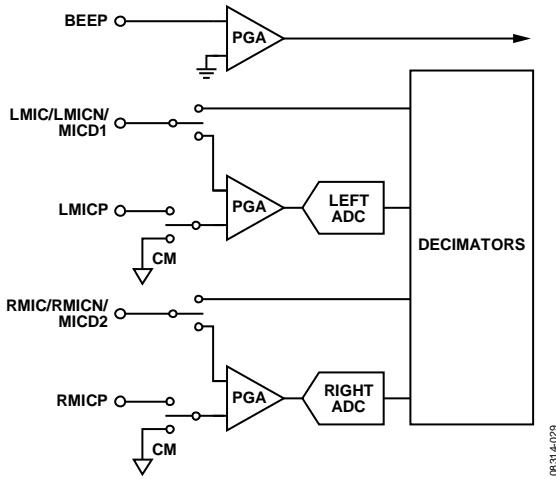 BEEP
PGA
LMIC/LMICN/
MICD1
LMICP
CM
PGA
LEFT
ADC
DECIMATORS
RMIC/RMICN/
MICD2
RMICP
CM
PGA
RIGHT
ADC
08314-029